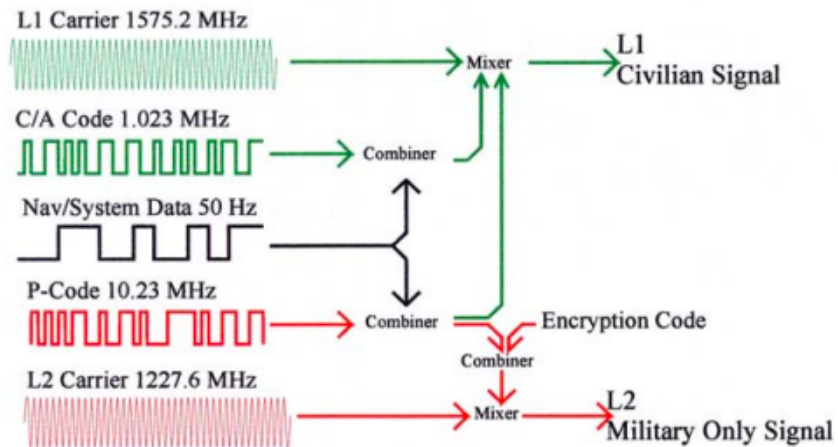 L1 Carrier 1575.2 MHz
Mixer
L1
Civilian Signal
C/A Code 1.023 MHz
Combiner
Nav/System Data 50 Hz
P-Code 10.23 MHz
Combiner
Encryption Code
Combiner
L2 Carrier 1227.6 MHz
Mixer
L2
Military Only Signal